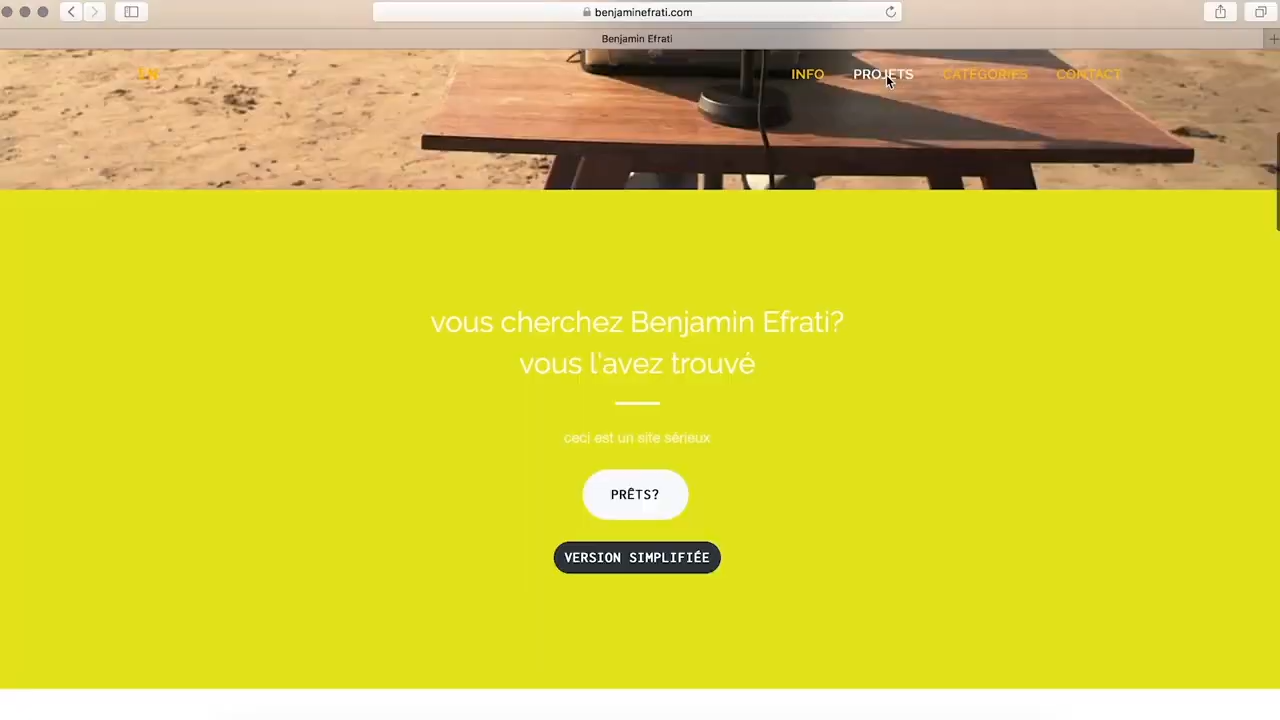 benjaminefrati.com
Benjamin Efrati
EN INFO PROJETS CATÉGORIES CONTACT
vous cherchez Benjamin Efrati?
vous l'avez trouvé
ceci est un site sérieux
PRÊTS?
VERSION SIMPLIFIÉE